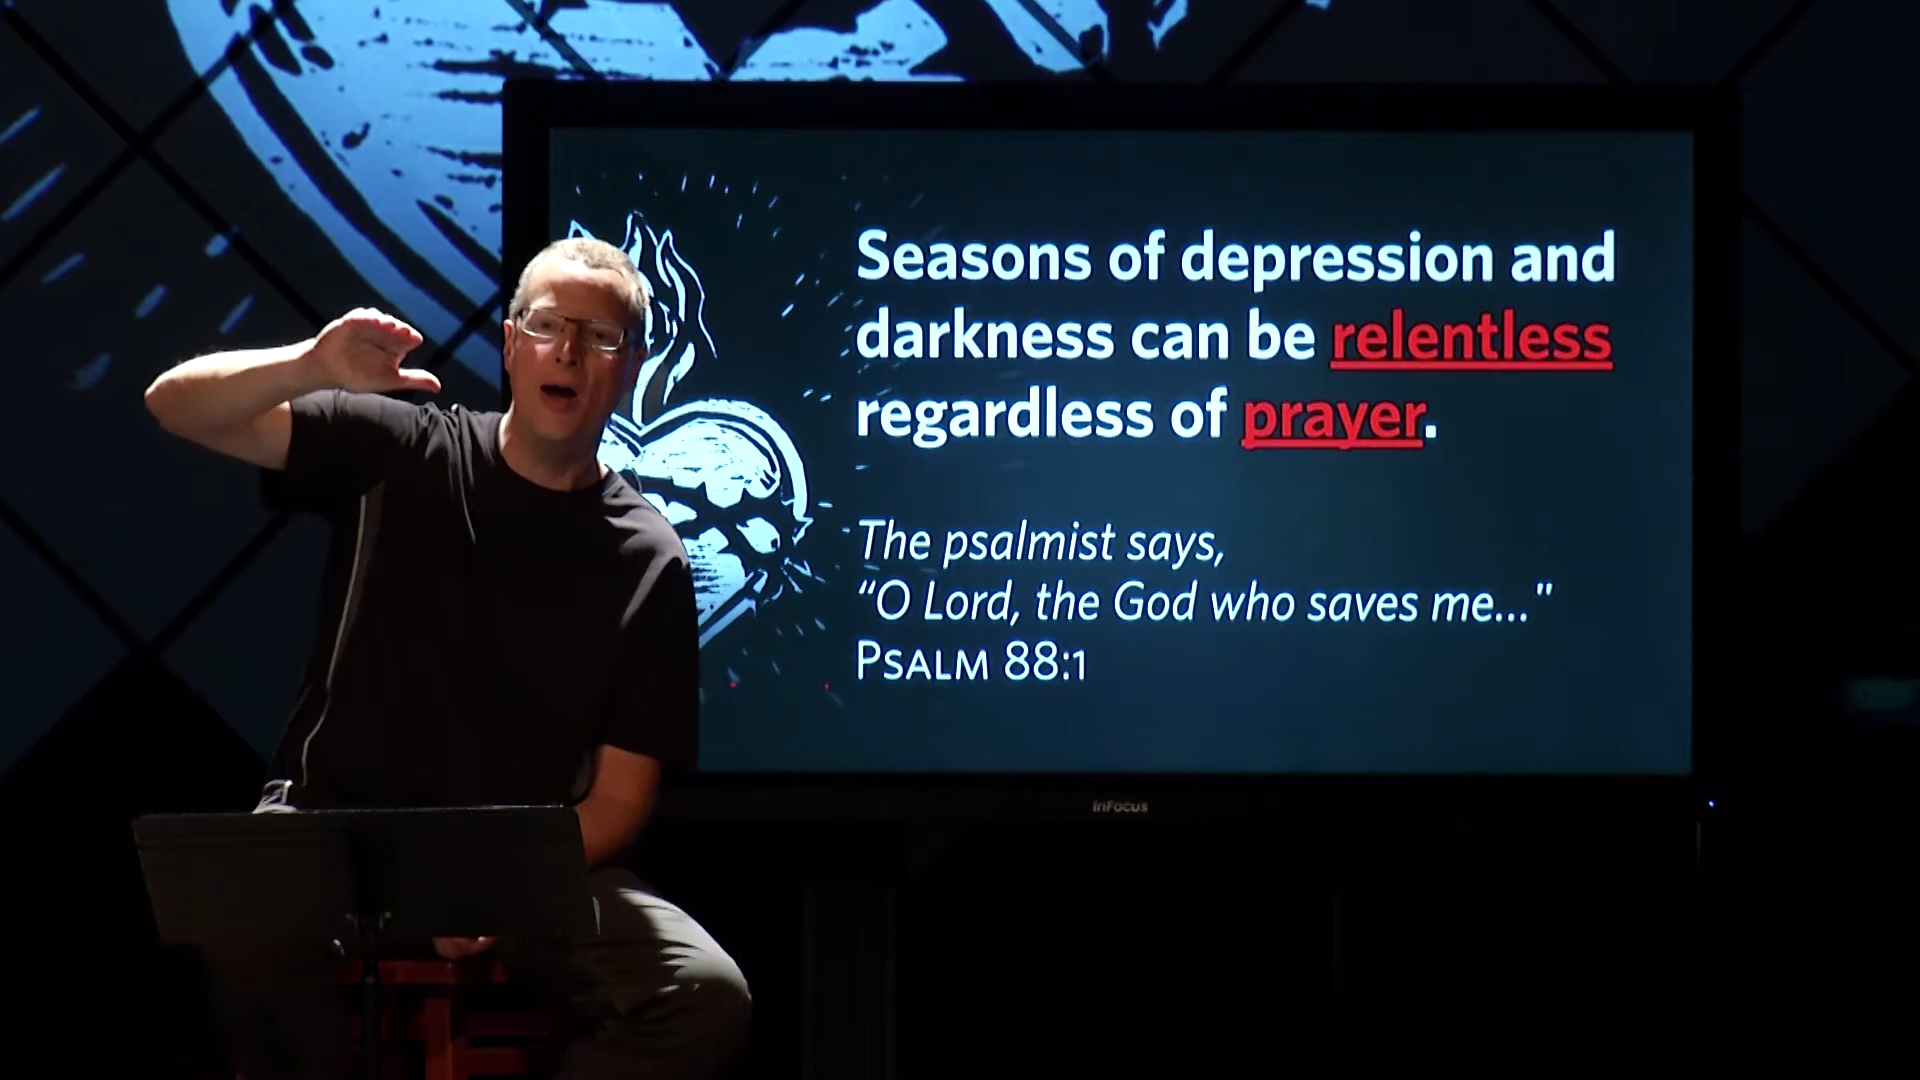 Seasons of depression and
darkness can be relentless
regardless of prayer.
The psalmist says,
“O Lord, the God who saves me..."
PSALM 88:1
inFocus